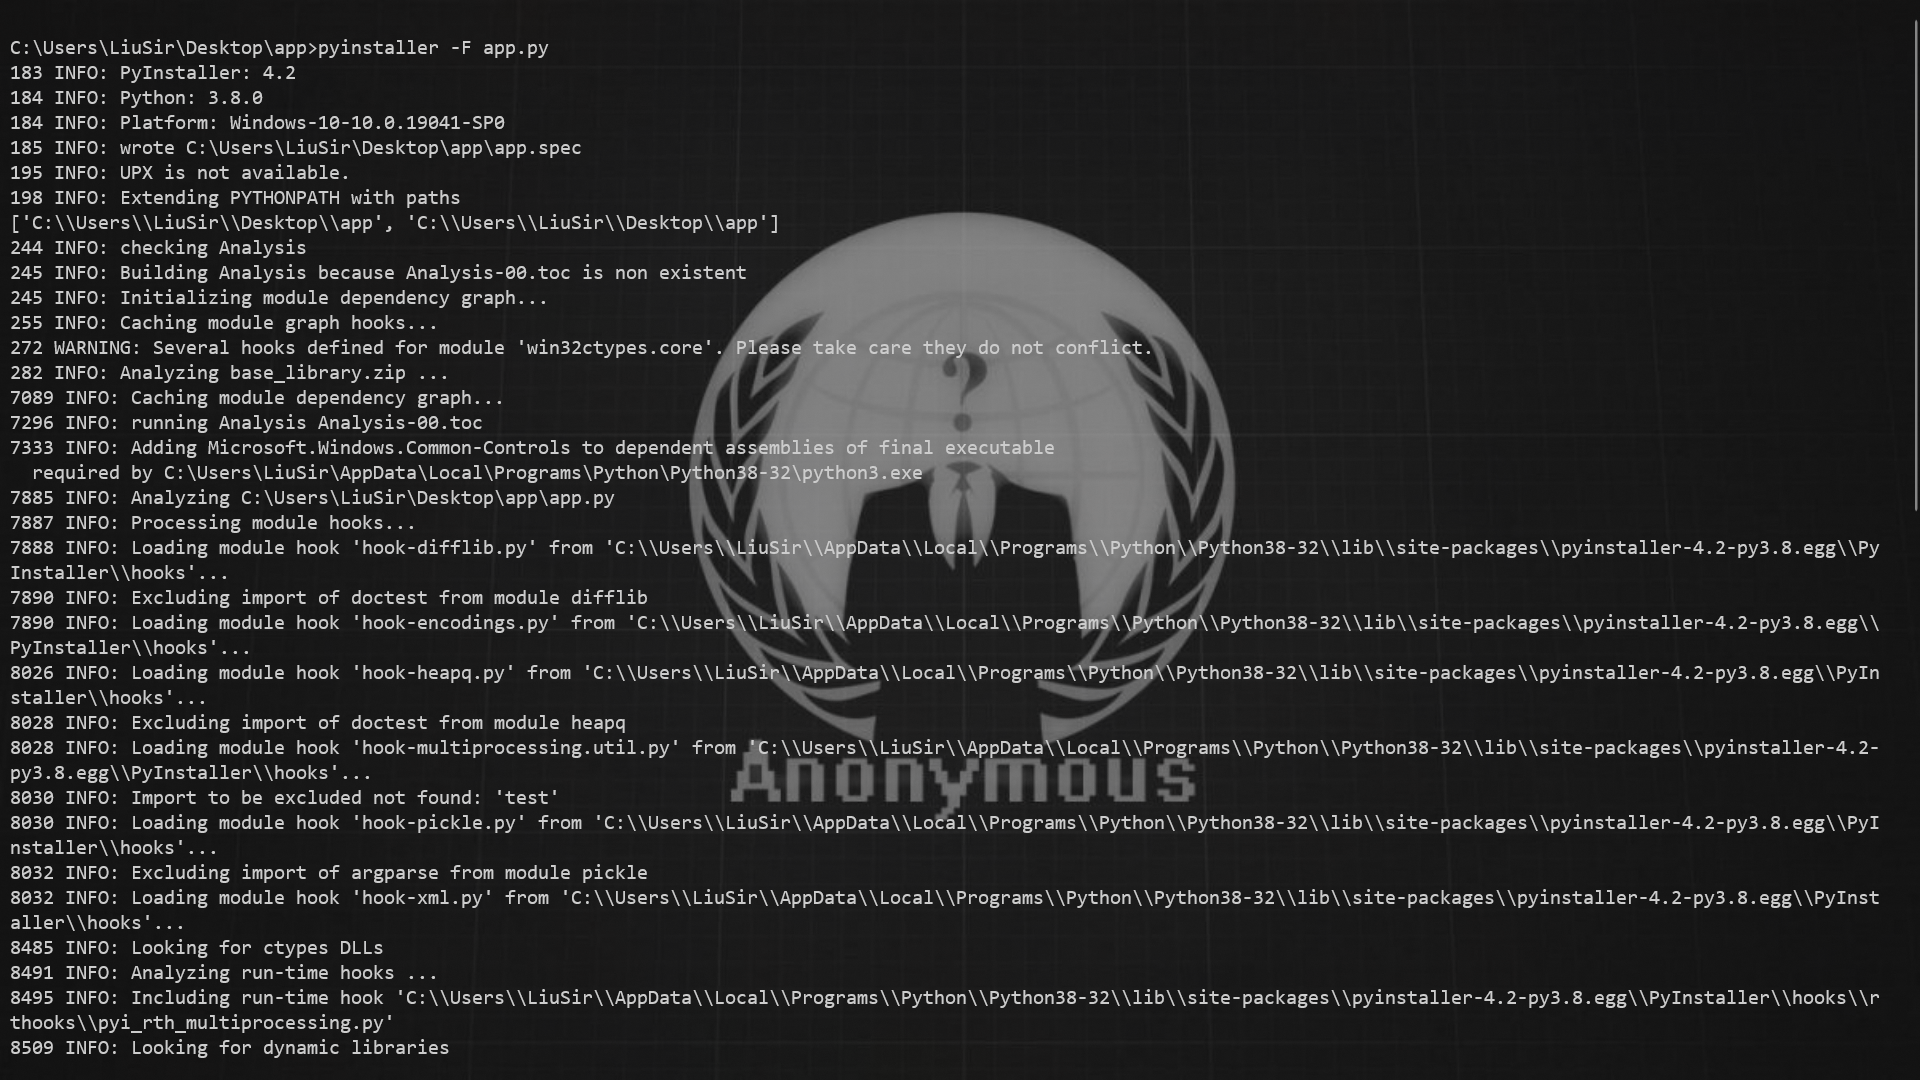 C:\Users\LiuSir\Desktop\app>pyinstaller -F app.py
183 INFO: PyInstaller: 4.2
184 INFO: Python: 3.8.0
184 INFO: Platform: Windows-10-10.0.19041-SP0
185 INFO: wrote C:\Users\LiuSir\Desktop\app\app.spec
195 INFO: UPX is not available.
198 INFO: Extending PYTHONPATH with paths
['C:\\Users\\LiuSir\\Desktop\\app', 'C:\\Users\\LiuSir\\Desktop\\app']
244 INFO: checking Analysis
245 INFO: Building Analysis because Analysis-00.toc is non existent
245 INFO: Initializing module dependency graph...
255 INFO: Caching module graph hooks...
272 WARNING: Several hooks defined for module 'win32ctypes.core'. Please take care they do not conflict.
282 INFO: Analyzing base_library.zip ...
7089 INFO: Caching module dependency graph...
7296 INFO: running Analysis Analysis-00.toc
7333 INFO: Adding Microsoft.Windows.Common-Controls to dependent assemblies of final executable
  required by C:\Users\LiuSir\AppData\Local\Programs\Python\Python38-32\python3.exe
7885 INFO: Analyzing C:\Users\LiuSir\Desktop\app\app.py
7887 INFO: Processing module hooks...
7888 INFO: Loading module hook 'hook-difflib.py' from 'C:\\Users\\LiuSir\\AppData\\Local\\Programs\\Python\\Python38-32\\lib\\site-packages\\pyinstaller-4.2-py3.8.egg\\Py
Installer\\hooks'...
7890 INFO: Excluding import of doctest from module difflib
7890 INFO: Loading module hook 'hook-encodings.py' from 'C:\\Users\\LiuSir\\AppData\\Local\\Programs\\Python\\Python38-32\\lib\\site-packages\\pyinstaller-4.2-py3.8.egg\\
PyInstaller\\hooks'...
8026 INFO: Loading module hook 'hook-heapq.py' from 'C:\\Users\\LiuSir\\AppData\\Local\\Programs\\Python\\Python38-32\\lib\\site-packages\\pyinstaller-4.2-py3.8.egg\\PyIn
staller\\hooks'...
8028 INFO: Excluding import of doctest from module heapq
8028 INFO: Loading module hook 'hook-multiprocessing.util.py' from 'C:\\Users\\LiuSir\\AppData\\Local\\Programs\\Python\\Python38-32\\lib\\site-packages\\pyinstaller-4.2-
py3.8.egg\\PyInstaller\\hooks'...
Anonymous
8030 INFO: Import to be excluded not found: 'test'
8030 INFO: Loading module hook 'hook-pickle.py' from 'C:\\Users\\LiuSir\\AppData\\Local\\Programs\\Python\\Python38-32\\lib\\site-packages\\pyinstaller-4.2-py3.8.egg\\PyI
nstaller\\hooks'...
8032 INFO: Excluding import of argparse from module pickle
8032 INFO: Loading module hook 'hook-xml.py' from 'C:\\Users\\LiuSir\\AppData\\Local\\Programs\\Python\\Python38-32\\lib\\site-packages\\pyinstaller-4.2-py3.8.egg\\PyInst
aller\\hooks'...
8485 INFO: Looking for ctypes DLLs
8491 INFO: Analyzing run-time hooks ...
8495 INFO: Including run-time hook 'C:\\Users\\LiuSir\\AppData\\Local\\Programs\\Python\\Python38-32\\lib\\site-packages\\pyinstaller-4.2-py3.8.egg\\PyInstaller\\hooks\\r
thooks\\pyi_rth_multiprocessing.py'
8509 INFO: Looking for dynamic libraries